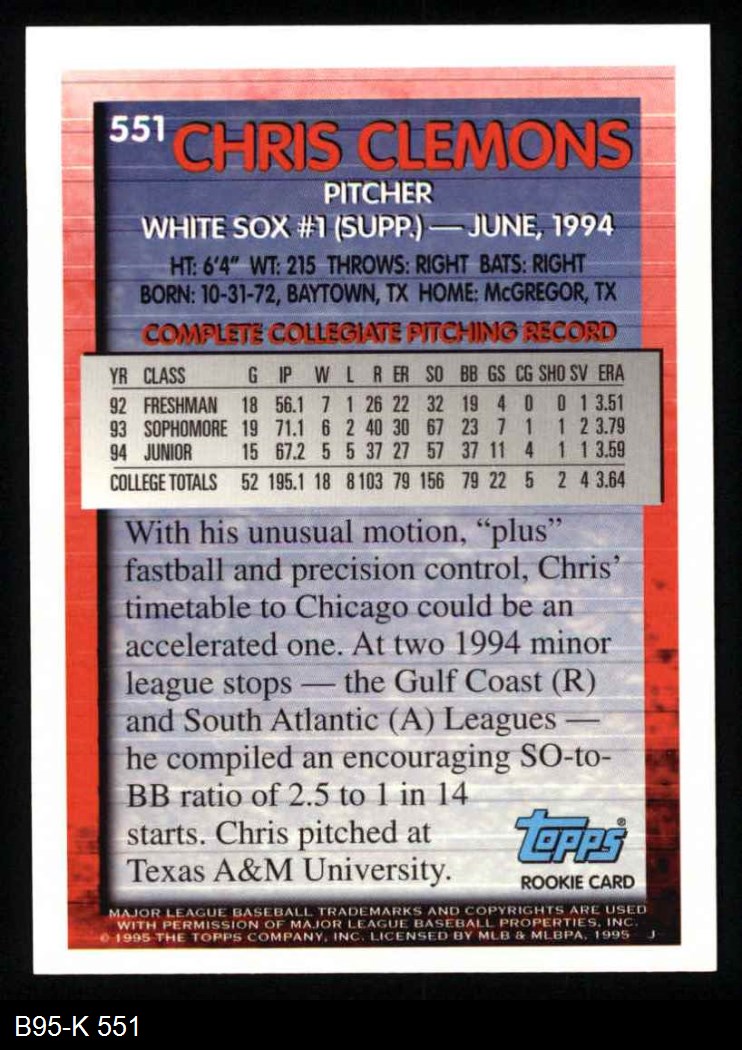 551 CHRIS CLEMONS
PITCHER
WHITE SOX #1 (SUPP.) — JUNE, 1994
HT: 6'4" WT: 215 THROWS: RIGHT BATS: RIGHT
BORN: 10-31-72, BAYTOWN, TX HOME: McGREGOR, TX
COMPLETE COLLEGIATE PITCHING RECORD
YR CLASS G IP W L R ER SO BB GS CG SHO SV ERA
92 FRESHMAN 18 56.1 7 1 26 22 32 19 4 0 0 1 3.51
93 SOPHOMORE 19 71.1 6 2 40 30 67 23 7 1 1 2 3.79
94 JUNIOR 15 67.2 5 5 37 27 57 37 11 4 1 1 3.59
COLLEGE TOTALS 52 195.1 18 8 103 79 156 79 22 5 2 4 3.64
With his unusual motion, “plus”
fastball and precision control, Chris’
timetable to Chicago could be an
accelerated one. At two 1994 minor
league stops — the Gulf Coast (R)
and South Atlantic (A) Leagues —
he compiled an encouraging SO-to-
BB ratio of 2.5 to 1 in 14
starts. Chris pitched at
Texas A&M University.
topps®
ROOKIE CARD
MAJOR LEAGUE BASEBALL TRADEMARKS AND COPYRIGHTS ARE USED
WITH PERMISSION OF MAJOR LEAGUE BASEBALL PROPERTIES, INC.
© 1995 THE TOPPS COMPANY, INC. LICENSED BY MLB & MLBPA, 1995 J
B95-K 551